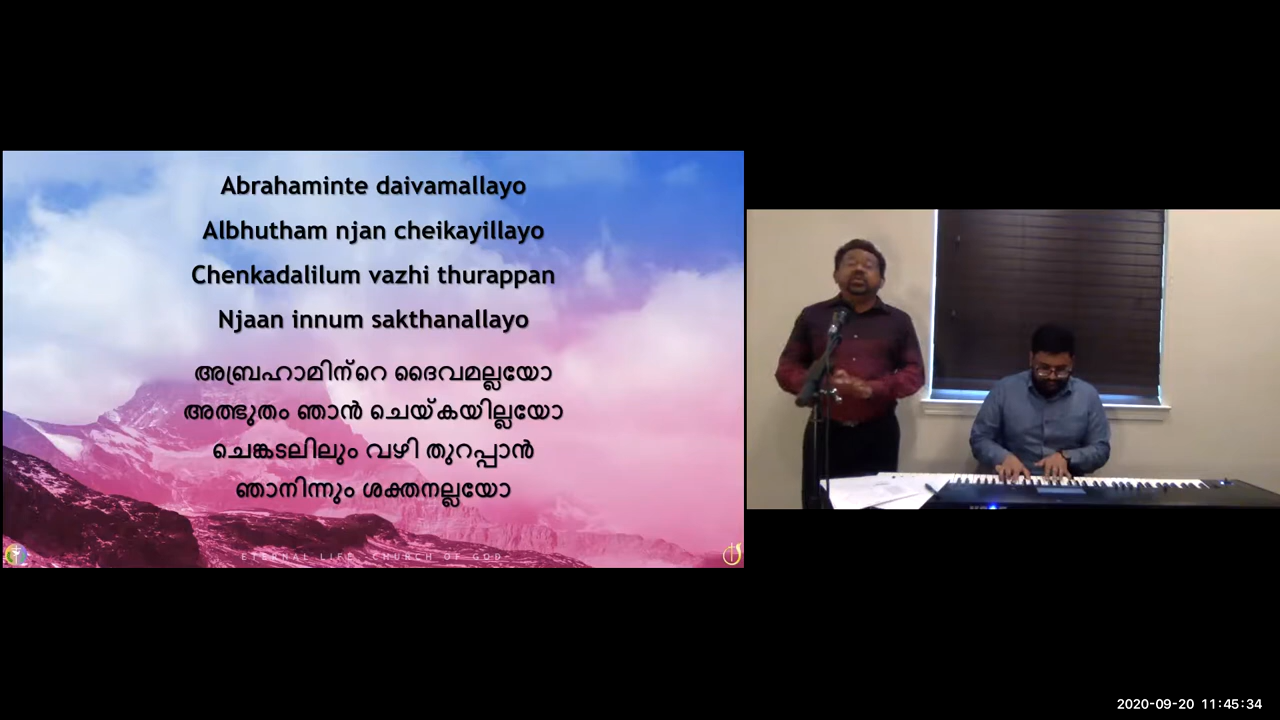 Abrahaminte daivamallayo
Albhutham njan cheikayillayo
Chenkadalilum vazhi thurappan
Njaan innum sakthanallayo
അബ്രഹാമിന്റെ ദൈവമല്ലയോ
അത്ഭുതം ഞാൻ ചെയ്കയില്ലയോ
ചെങ്കടലിലും വഴി തുറപ്പാൻ
ഞാനിന്നും ശക്തനല്ലയോ
ETERNAL LIFE CHURCH OF GOD
2020-09-20 11:45:34